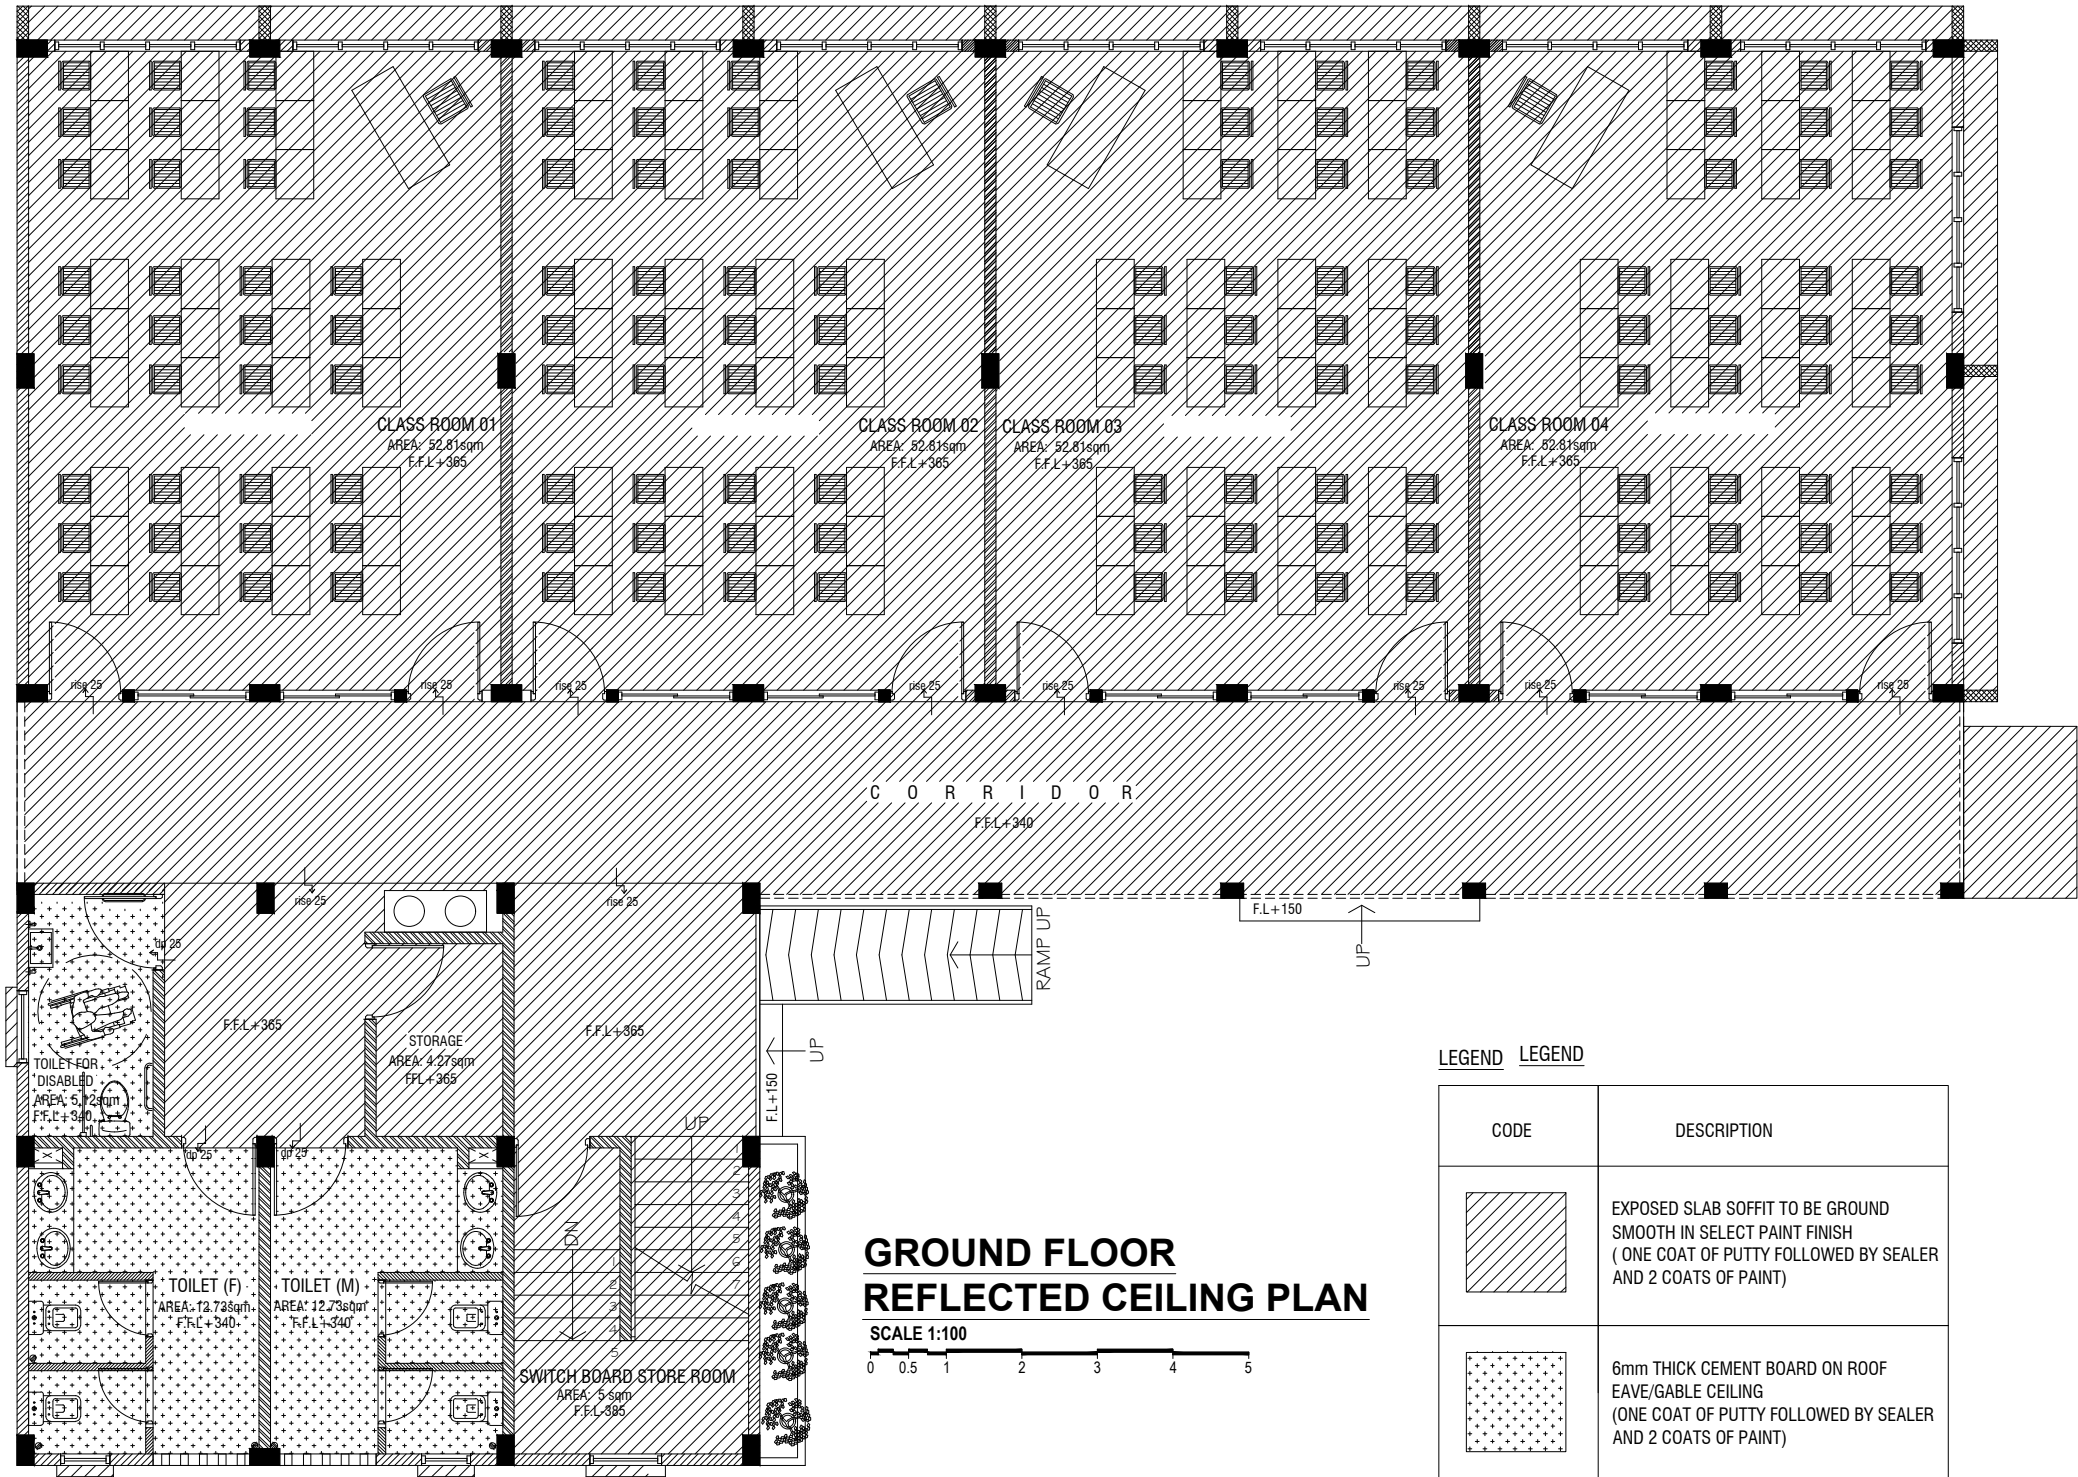 CLASS ROOM 01
AREA: 52.81sqm
F.F.L+365
CLASS ROOM 02
AREA: 52.81sqm
F.F.L+365
CLASS ROOM 03
AREA: 52.81sqm
F.F.L+365
CLASS ROOM 04
AREA: 52.81sqm
F.F.L+365
rise 25
rise 25
rise 25
rise 25
rise 25
rise 25
rise 25
rise 25
C O R R I D O R
F.F.L+340
rise 25
rise 25
F.L+150
UP
RAMP UP
dp 25
F.F.L+365
F.F.L+365
STORAGE
AREA: 4.27sqm
FFL+365
TOILET FOR
DISABLED
AREA: 5.12sqm
F.F.L+340
UP
F.L+150
UP
dp 25
dp 25
1
2
3
4
5
6
7
DN
1
2
3
4
5
TOILET (F)
AREA: 12.73sqm
F.F.L+340
TOILET (M)
AREA: 12.73sqm
F.F.L+340
SWITCH BOARD STORE ROOM
AREA: 5 sqm
F.F.L-385
GROUND FLOOR
REFLECTED CEILING PLAN
SCALE 1:100
0 0.5 1 2 3 4 5
LEGEND LEGEND
CODE DESCRIPTION
EXPOSED SLAB SOFFIT TO BE GROUND
SMOOTH IN SELECT PAINT FINISH
( ONE COAT OF PUTTY FOLLOWED BY SEALER
AND 2 COATS OF PAINT)
6mm THICK CEMENT BOARD ON ROOF
EAVE/GABLE CEILING
(ONE COAT OF PUTTY FOLLOWED BY SEALER
AND 2 COATS OF PAINT)